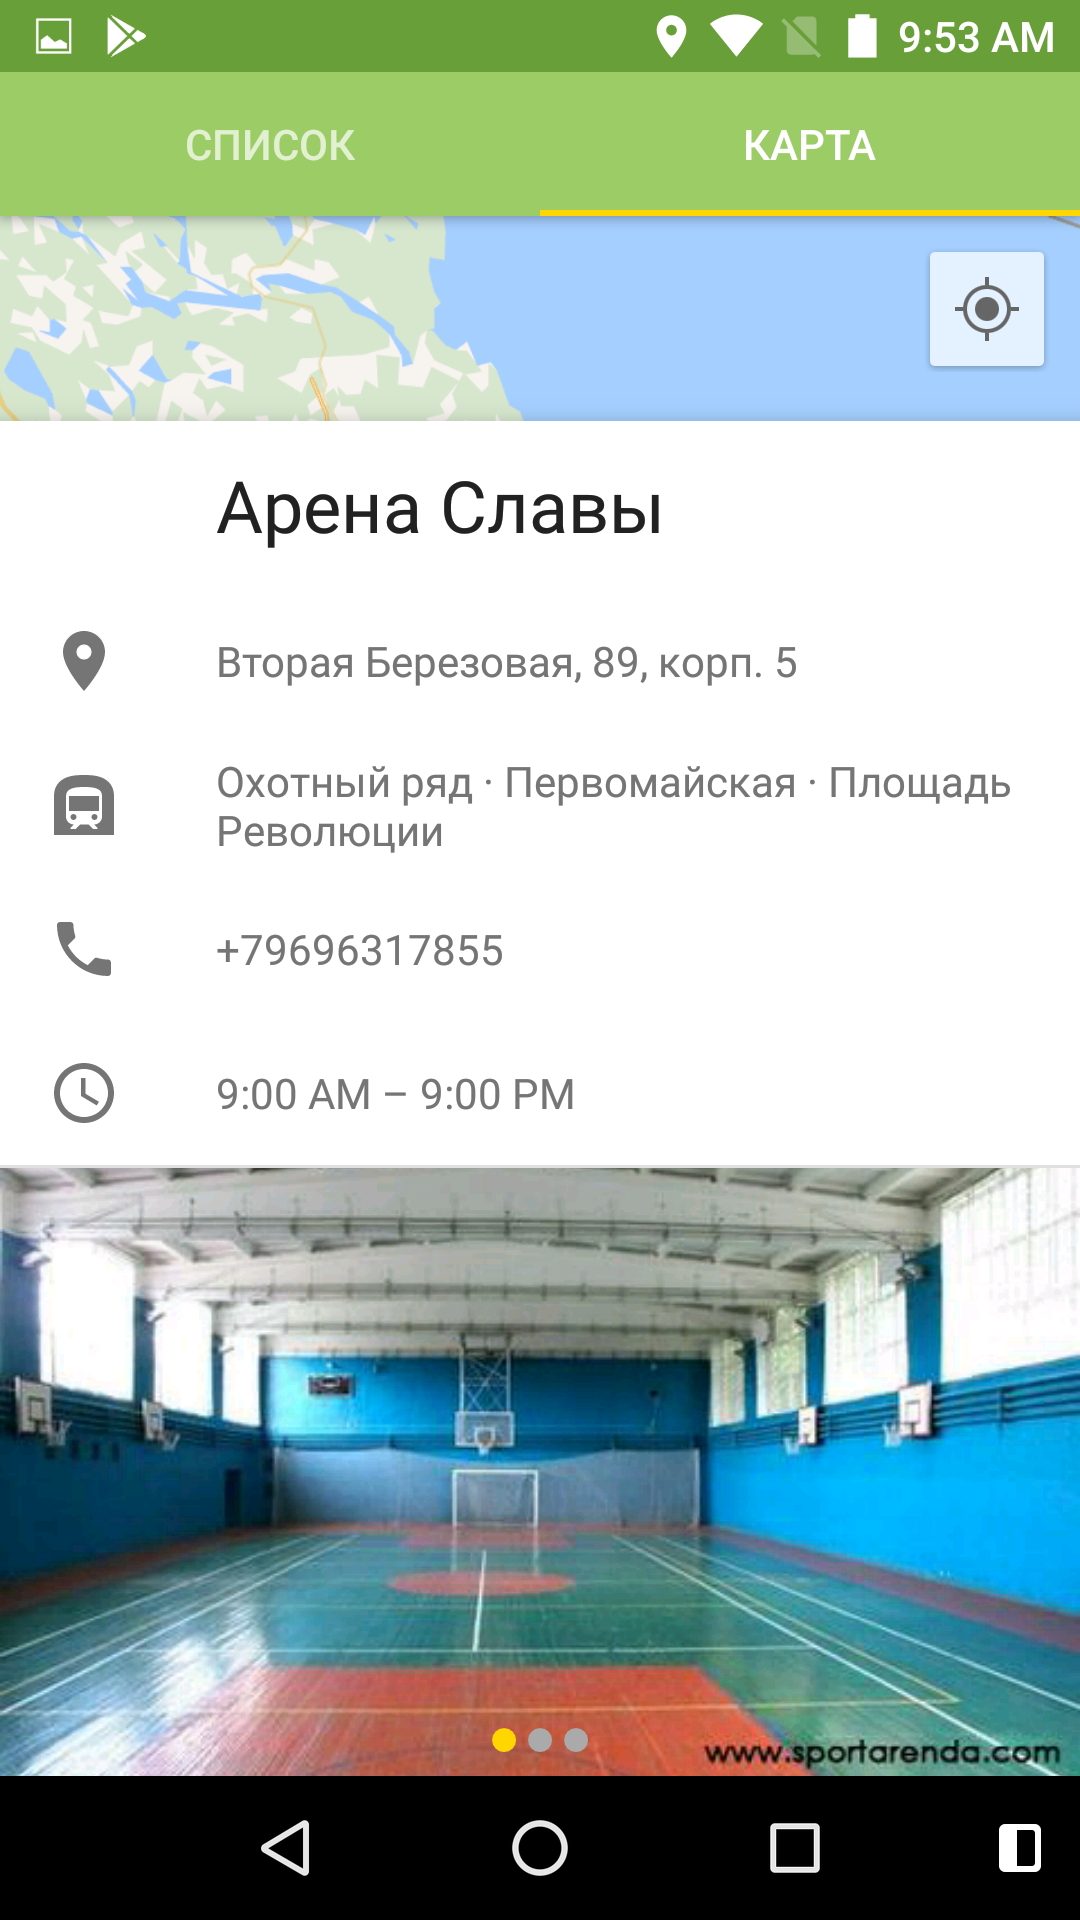 9:53 AM
СПИСОК
КАРТА
Арена Славы
Вторая Березовая, 89, корп. 5
Охотный ряд · Первомайская · Площадь
Революции
+79696317855
9:00 AM – 9:00 PM
www.sportarenda.com